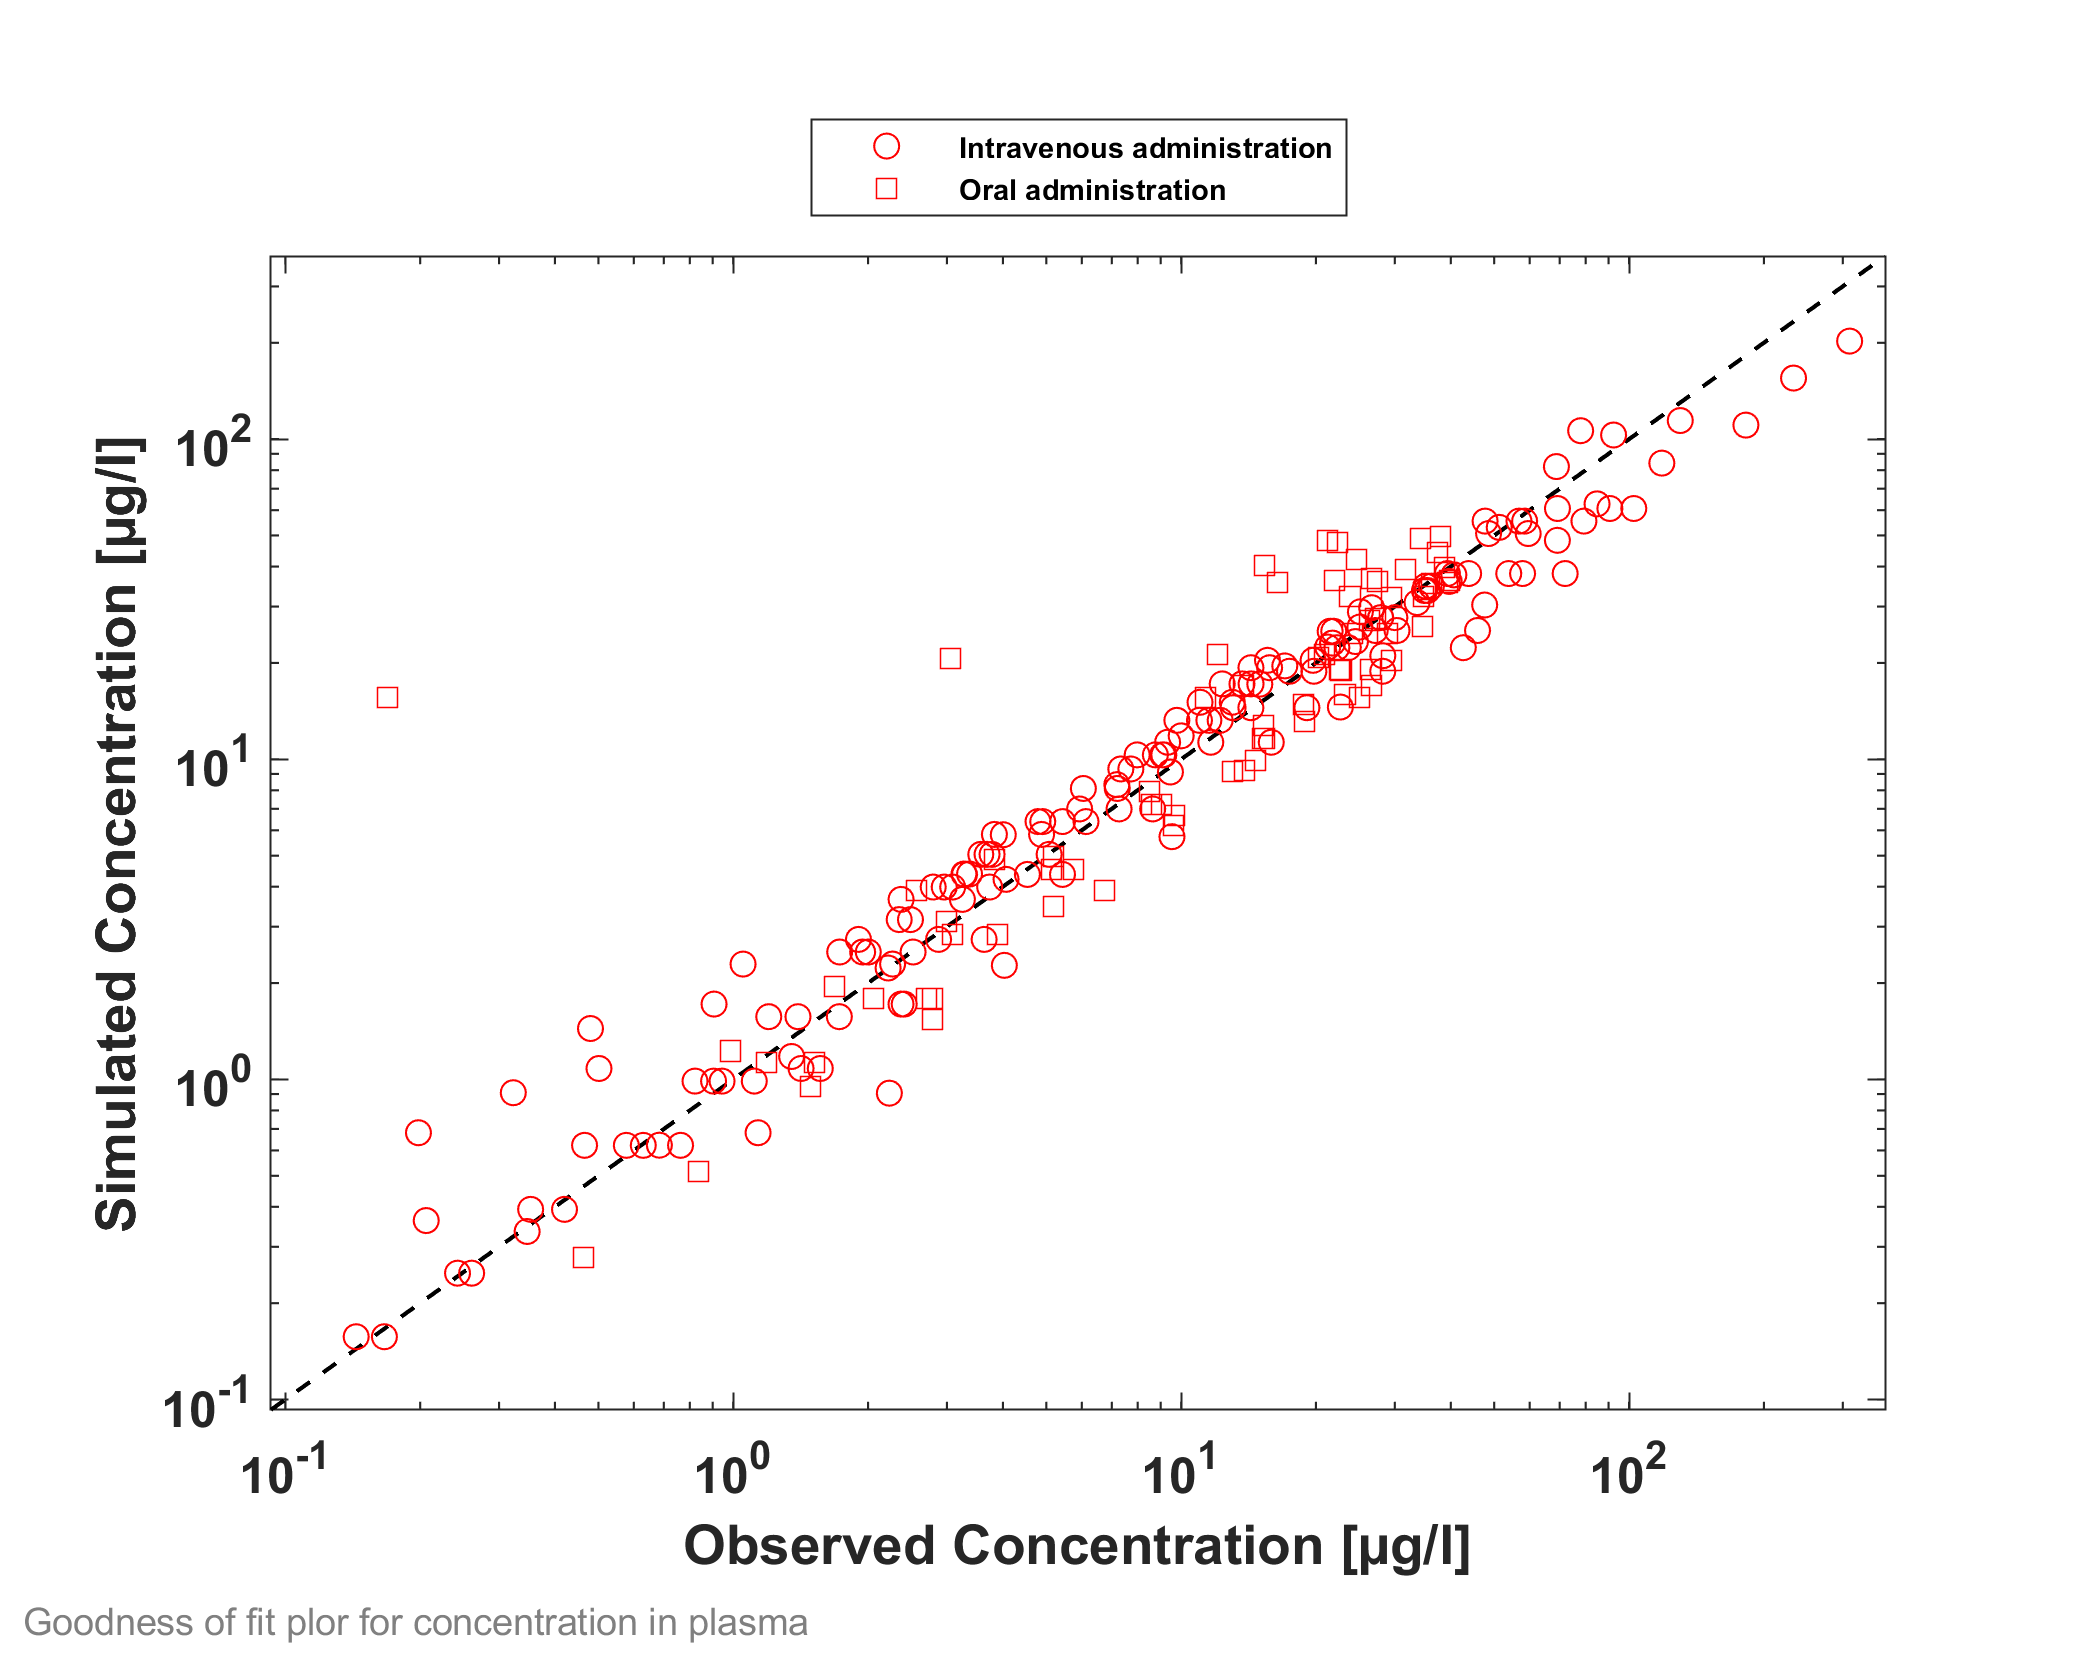 Intravenous administration
Oral administration
Simulated Concentration [µg/l]
10^2
10^1
10^0
10^-1
10^-1 10^0 10^1 10^2
Observed Concentration [µg/l]
Goodness of fit plor for concentration in plasma